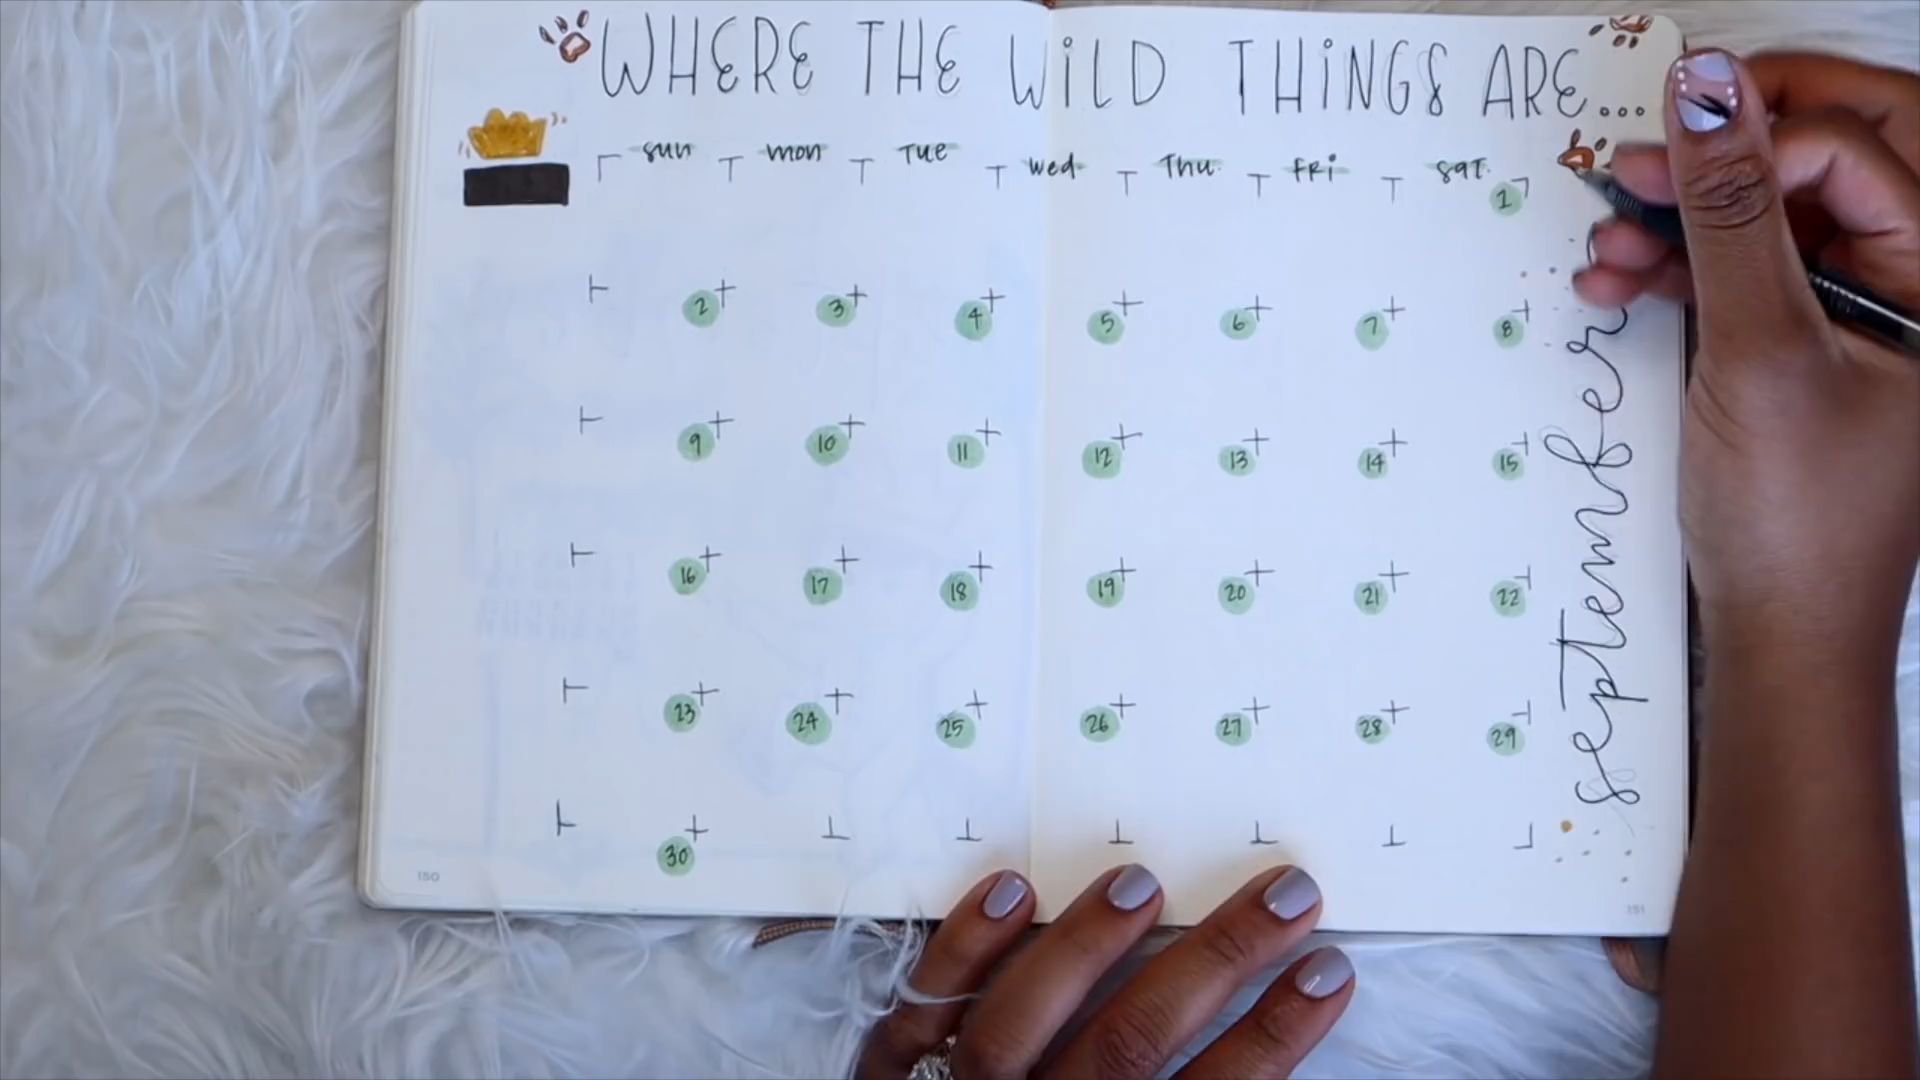 WHERE THE WiLD THiNGS ARE...
sun mon Tue wed Thu. FRi sat.
1
2 3 4 5 6 7 8
9 10 11 12 13 14 15
16 17 18 19 20 21 22
23 24 25 26 27 28 29
30
september
150
151